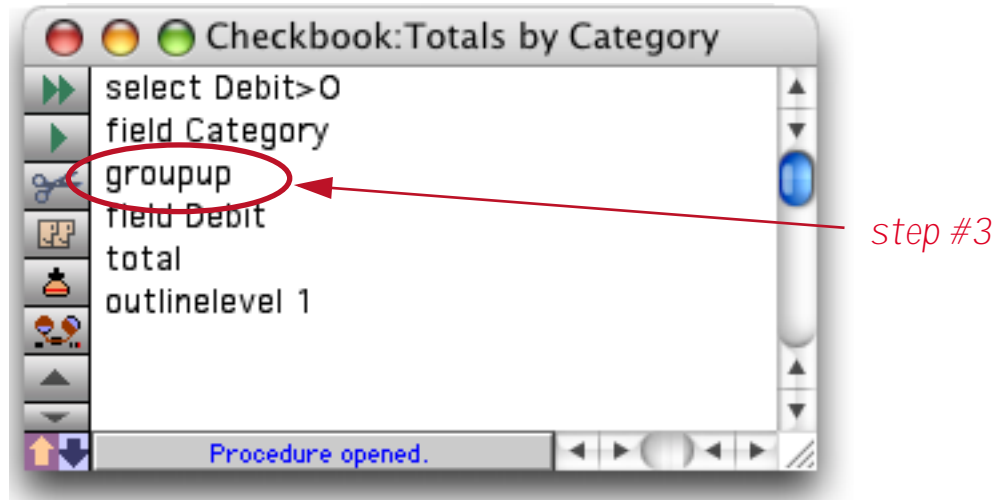 Checkbook:Totals by Category
select Debit>0
field Category
groupup
field Debit
total
outlinelevel 1
step #3
Procedure opened.